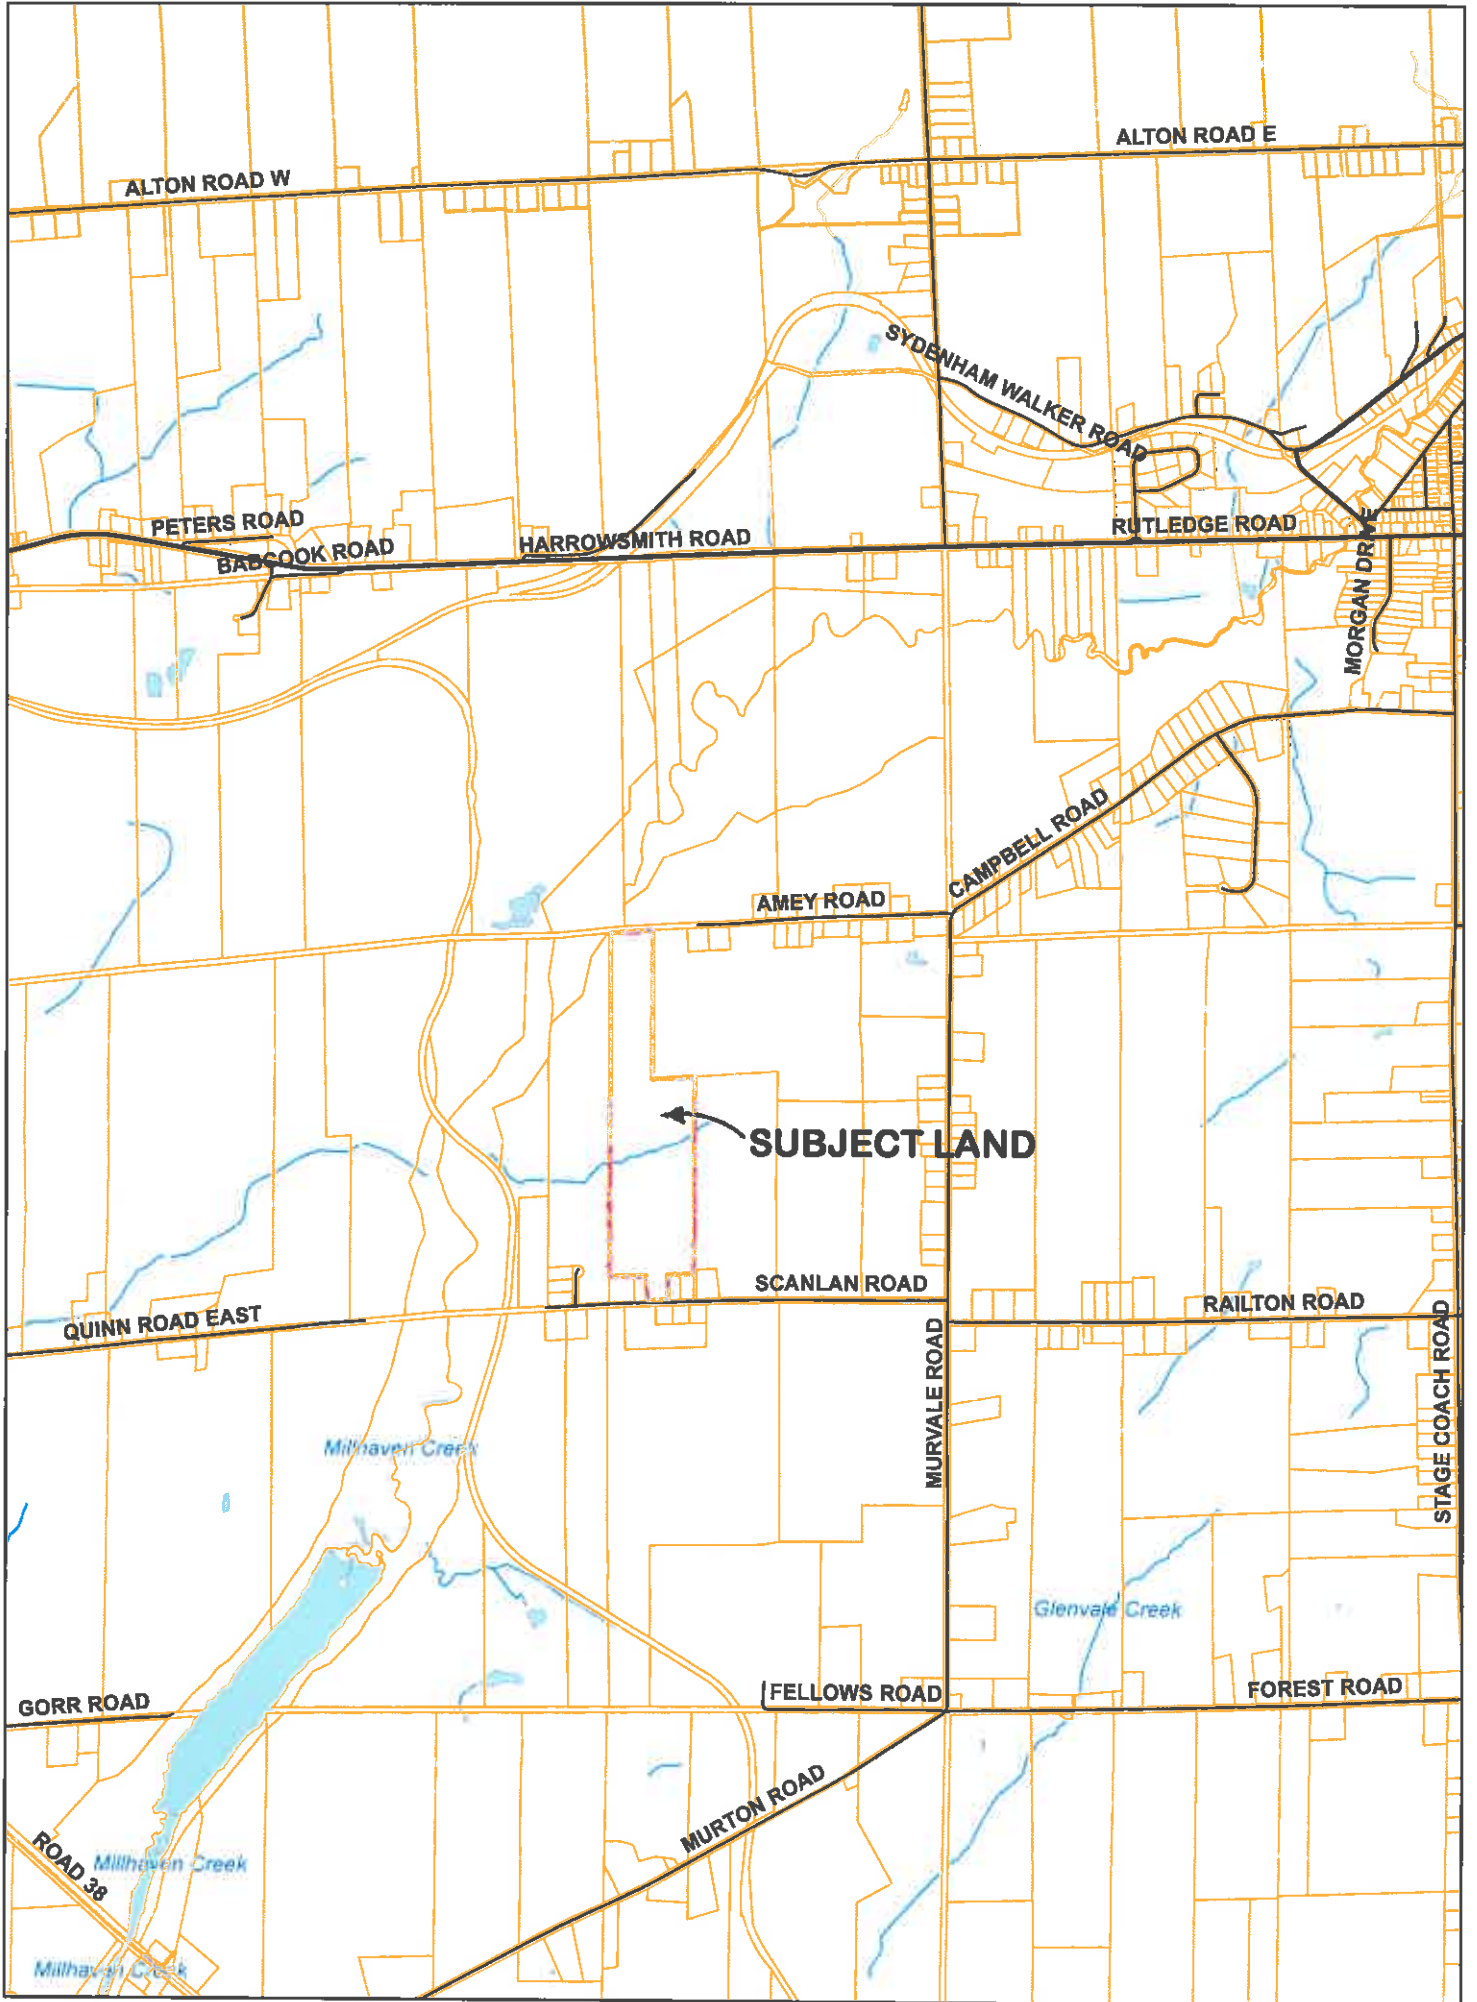 ALTON ROAD E
ALTON ROAD W
SYDENHAM WALKER ROAD
PETERS ROAD
RUTLEDGE ROAD
HARROWSMITH ROAD
BABCOOK ROAD
MORGAN DRIVE
CAMPBELL ROAD
AMEY ROAD
SUBJECT LAND
SCANLAN ROAD
RAILTON ROAD
QUINN ROAD EAST
MURVALE ROAD
STAGE COACH ROAD
Millhaven Creek
Glenvale Creek
GORR ROAD
FELLOWS ROAD
FOREST ROAD
MURTON ROAD
ROAD 38
Millhaven Creek
Millhaven Creek